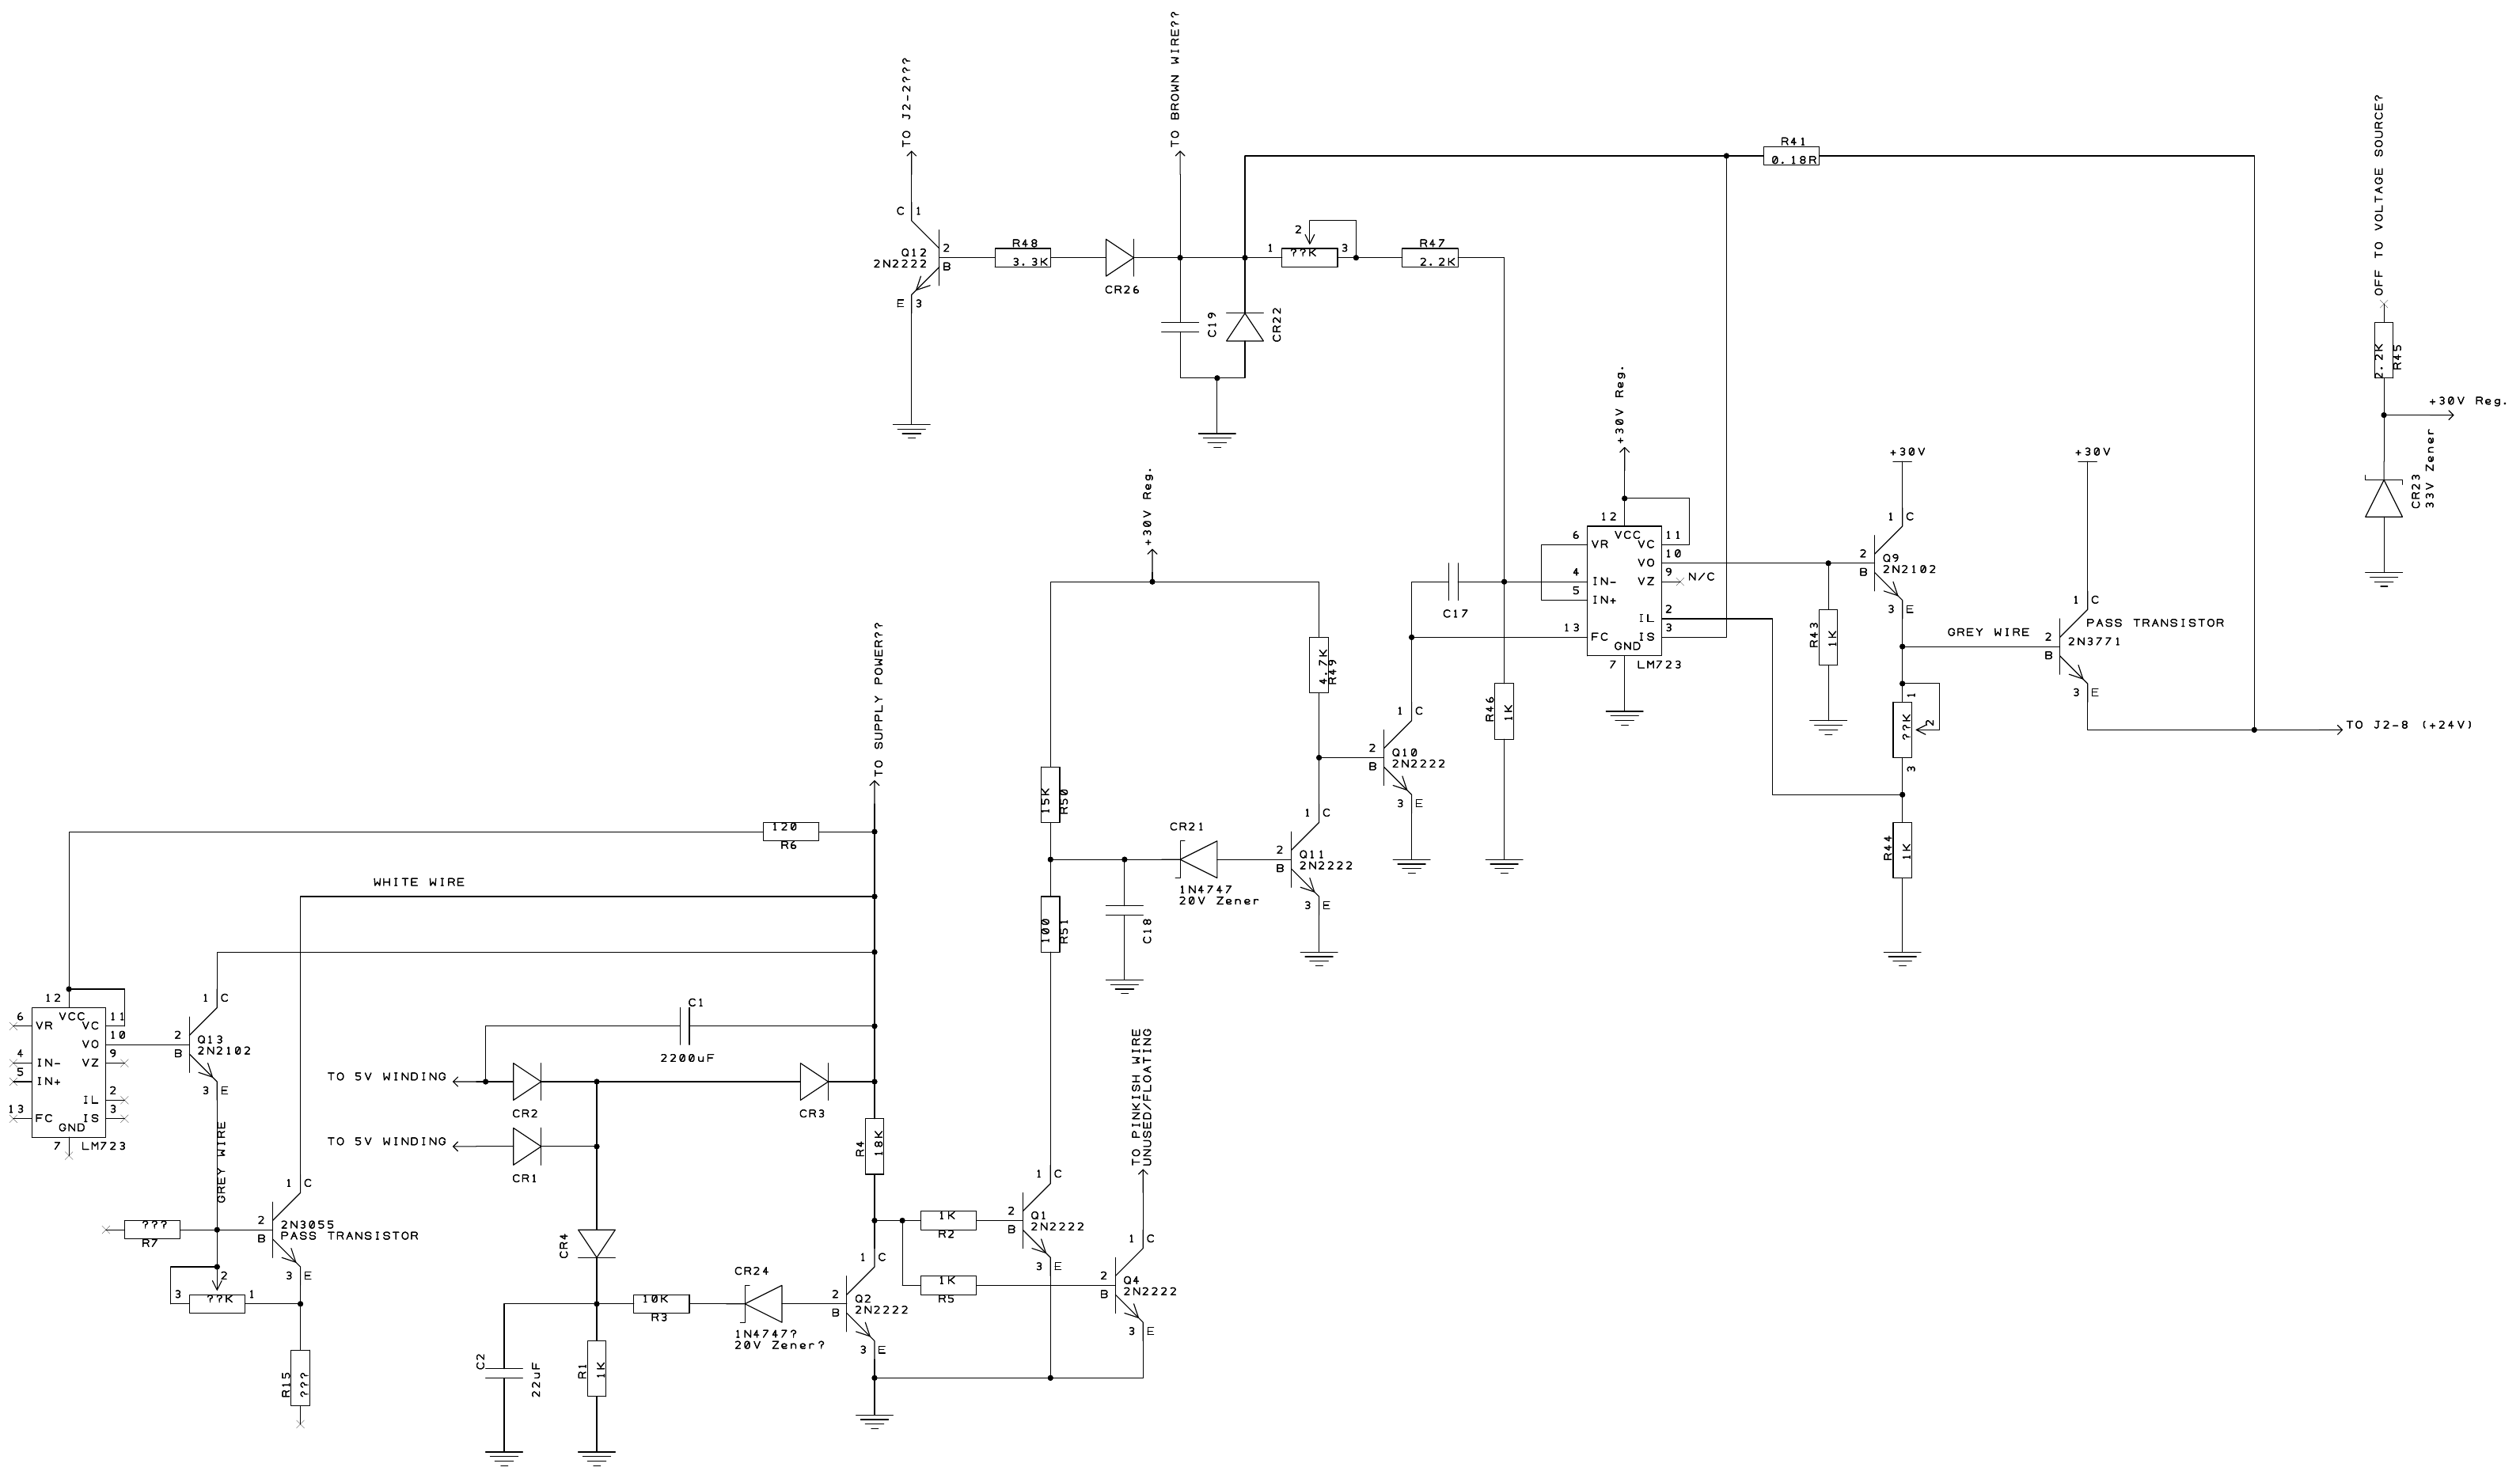 TO J2-2???
TO BROWN WIRE??
OFF TO VOLTAGE SOURCE?
R41
0.18R
C 1
Q12
2N2222
2
B
E 3
R48
3.3K
CR26
C19
CR22
1
2
??K
3
R47
2.2K
2.2K
R45
+30V Reg.
CR23
33V Zener
+30V Reg.
+30V Reg.
+30V
+30V
12
VCC
6
VR
VC
11
VO
10
4
IN-
VZ
9
N/C
5
IN+
IL
2
13
FC
IS
3
GND
7
LM723
C17
1 C
2
B
Q9
2N2102
3 E
R43
1K
GREY WIRE
1 C
PASS TRANSISTOR
2
B
2N3771
3 E
1
??K
2
3
TO J2-8 (+24V)
R44
1K
R46
1K
4.7K
R49
1 C
2
B
Q10
2N2222
3 E
15K
R50
CR21
1N4747
20V Zener
1 C
2
B
Q11
2N2222
3 E
100
R51
C18
TO SUPPLY POWER??
120
R6
WHITE WIRE
12
VCC
6
VR
VC
11
VO
10
4
IN-
VZ
9
5
IN+
IL
2
13
FC
IS
3
GND
7
LM723
1 C
2
B
Q13
2N2102
3 E
GREY WIRE
C1
2200uF
TO 5V WINDING
CR2
CR3
TO 5V WINDING
CR1
R4
18K
TO PINKISH WIRE
UNUSED/FLOATING
1 C
2
B
2N3055
PASS TRANSISTOR
3 E
???
R7
2
3
??K
1
R15
???
CR4
10K
R3
CR24
1N4747?
20V Zener?
1 C
2
B
Q2
2N2222
3 E
1K
R2
1 C
2
B
Q1
2N2222
3 E
1K
R5
1 C
2
B
Q4
2N2222
3 E
C2
22uF
R1
1K